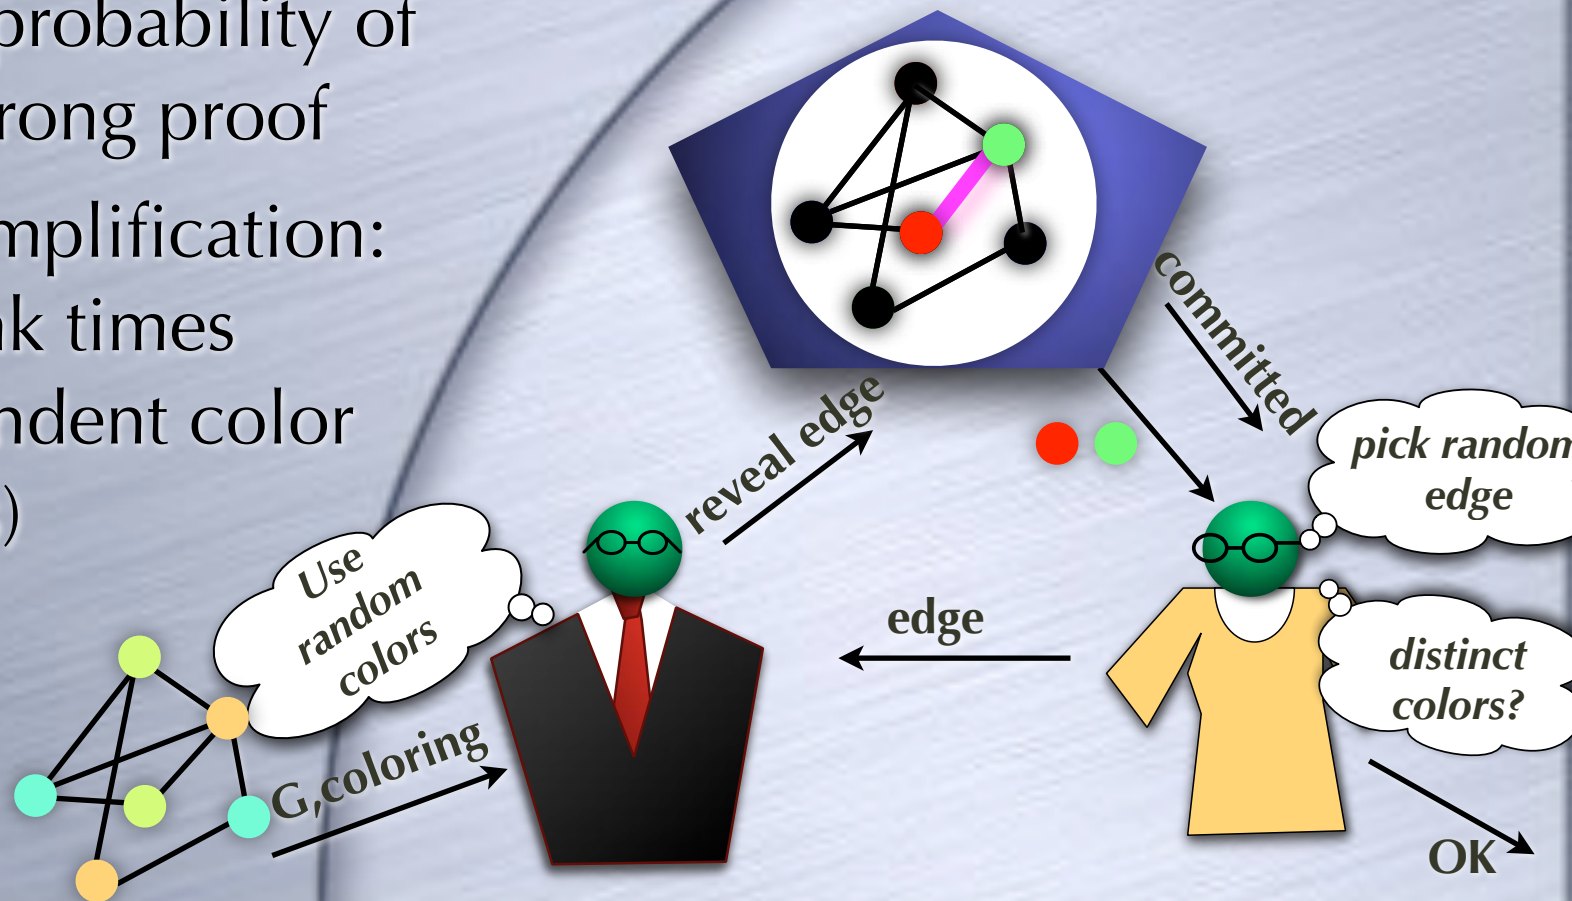 probability of
rong proof
mplification:
nk times
ndent color
)
committed
reveal edge
pick random
edge
Use
random
colors
edge
distinct
colors?
G,coloring
OK